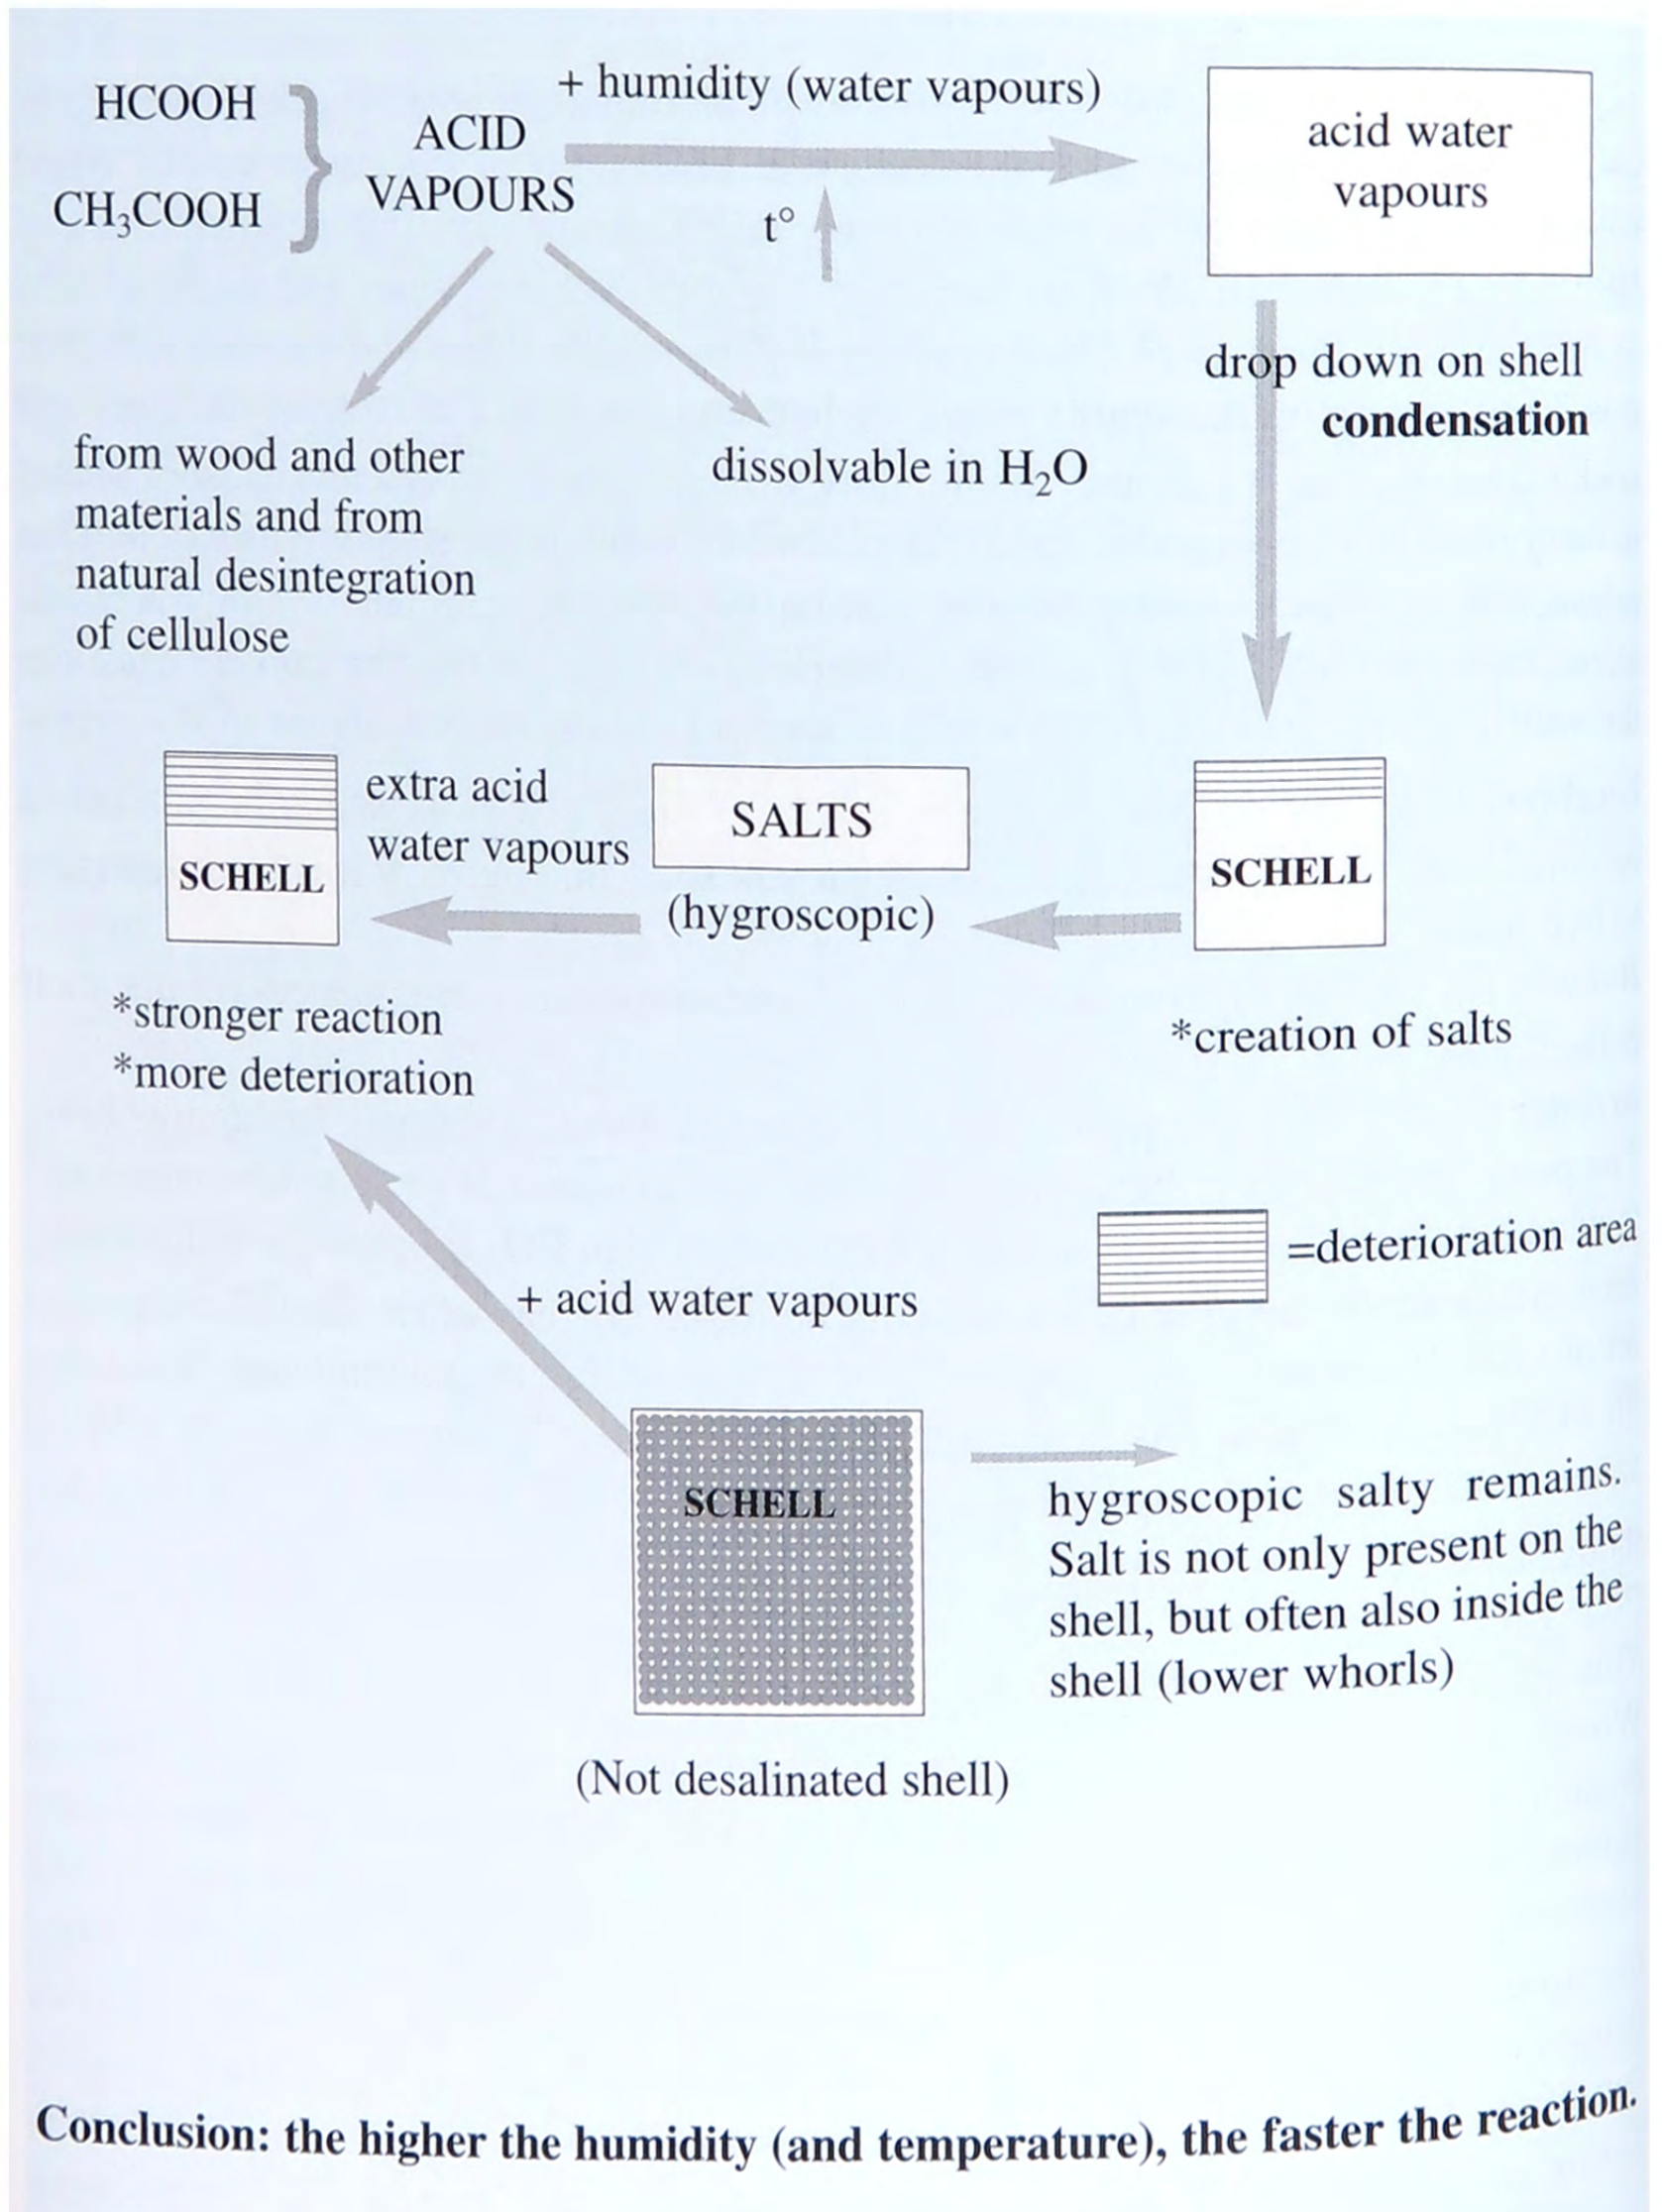 HCOOH
CH₃COOH
ACID
VAPOURS
+ humidity (water vapours)
t°
acid water
vapours
drop down on shell
condensation
from wood and other
materials and from
natural desintegration
of cellulose
dissolvable in H₂O
SCHELL
extra acid
water vapours
SALTS
(hygroscopic)
SCHELL
*stronger reaction
*more deterioration
*creation of salts
=deterioration area
+ acid water vapours
SCHELL
hygroscopic salty remains.
Salt is not only present on the
shell, but often also inside the
shell (lower whorls)
(Not desalinated shell)
Conclusion: the higher the humidity (and temperature), the faster the reaction.